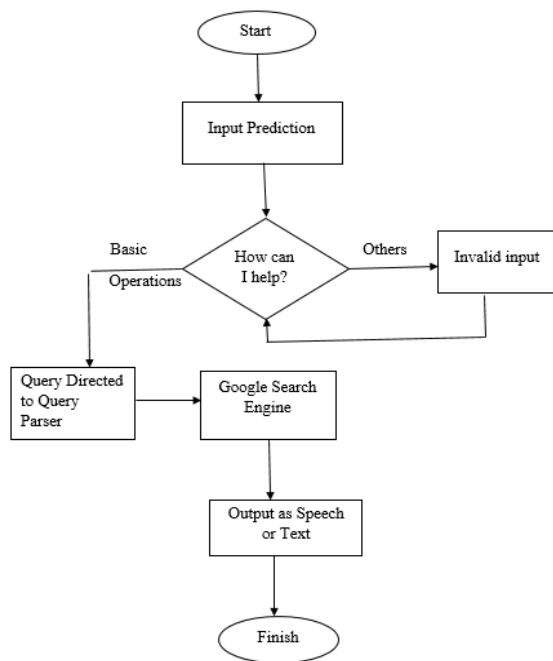 Start
Input Prediction
Basic
Operations
How can
I help?
Others
Invalid input
Query Directed
to Query
Parser
Google Search
Engine
Output as Speech
or Text
Finish